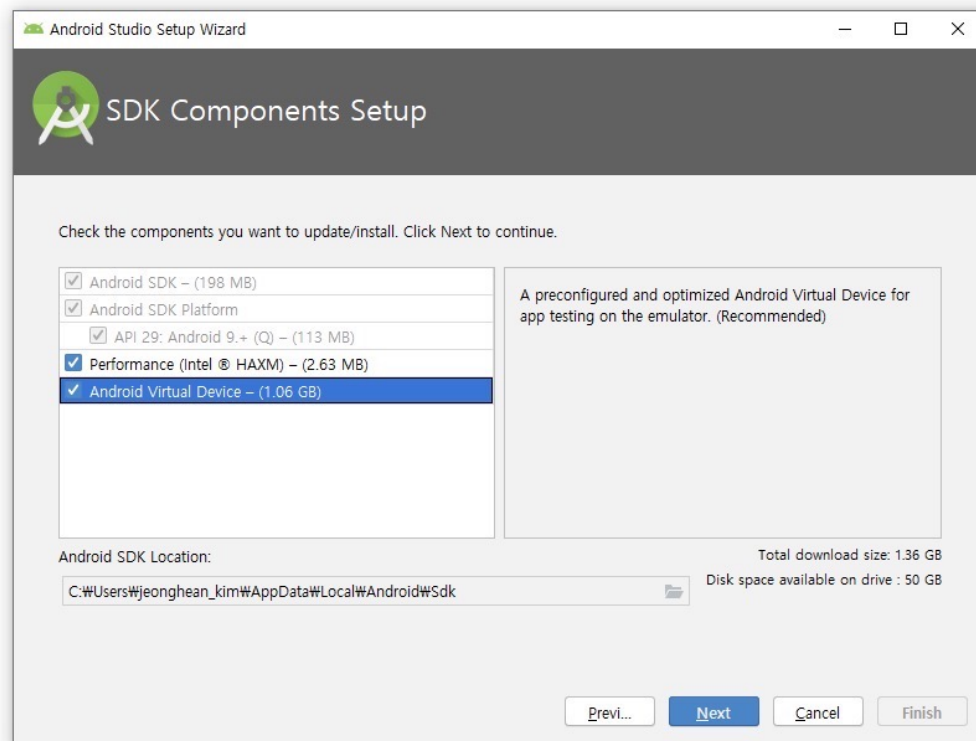 Android Studio Setup Wizard
SDK Components Setup
Check the components you want to update/install. Click Next to continue.
Android SDK – (198 MB)
Android SDK Platform
API 29: Android 9.+ (Q) – (113 MB)
Performance (Intel ® HAXM) – (2.63 MB)
Android Virtual Device – (1.06 GB)
A preconfigured and optimized Android Virtual Device for
app testing on the emulator. (Recommended)
Android SDK Location:
C:₩Users₩jeonghean_kim₩AppData₩Local₩Android₩Sdk
Total download size: 1.36 GB
Disk space available on drive : 50 GB
Previ...
Next
Cancel
Finish